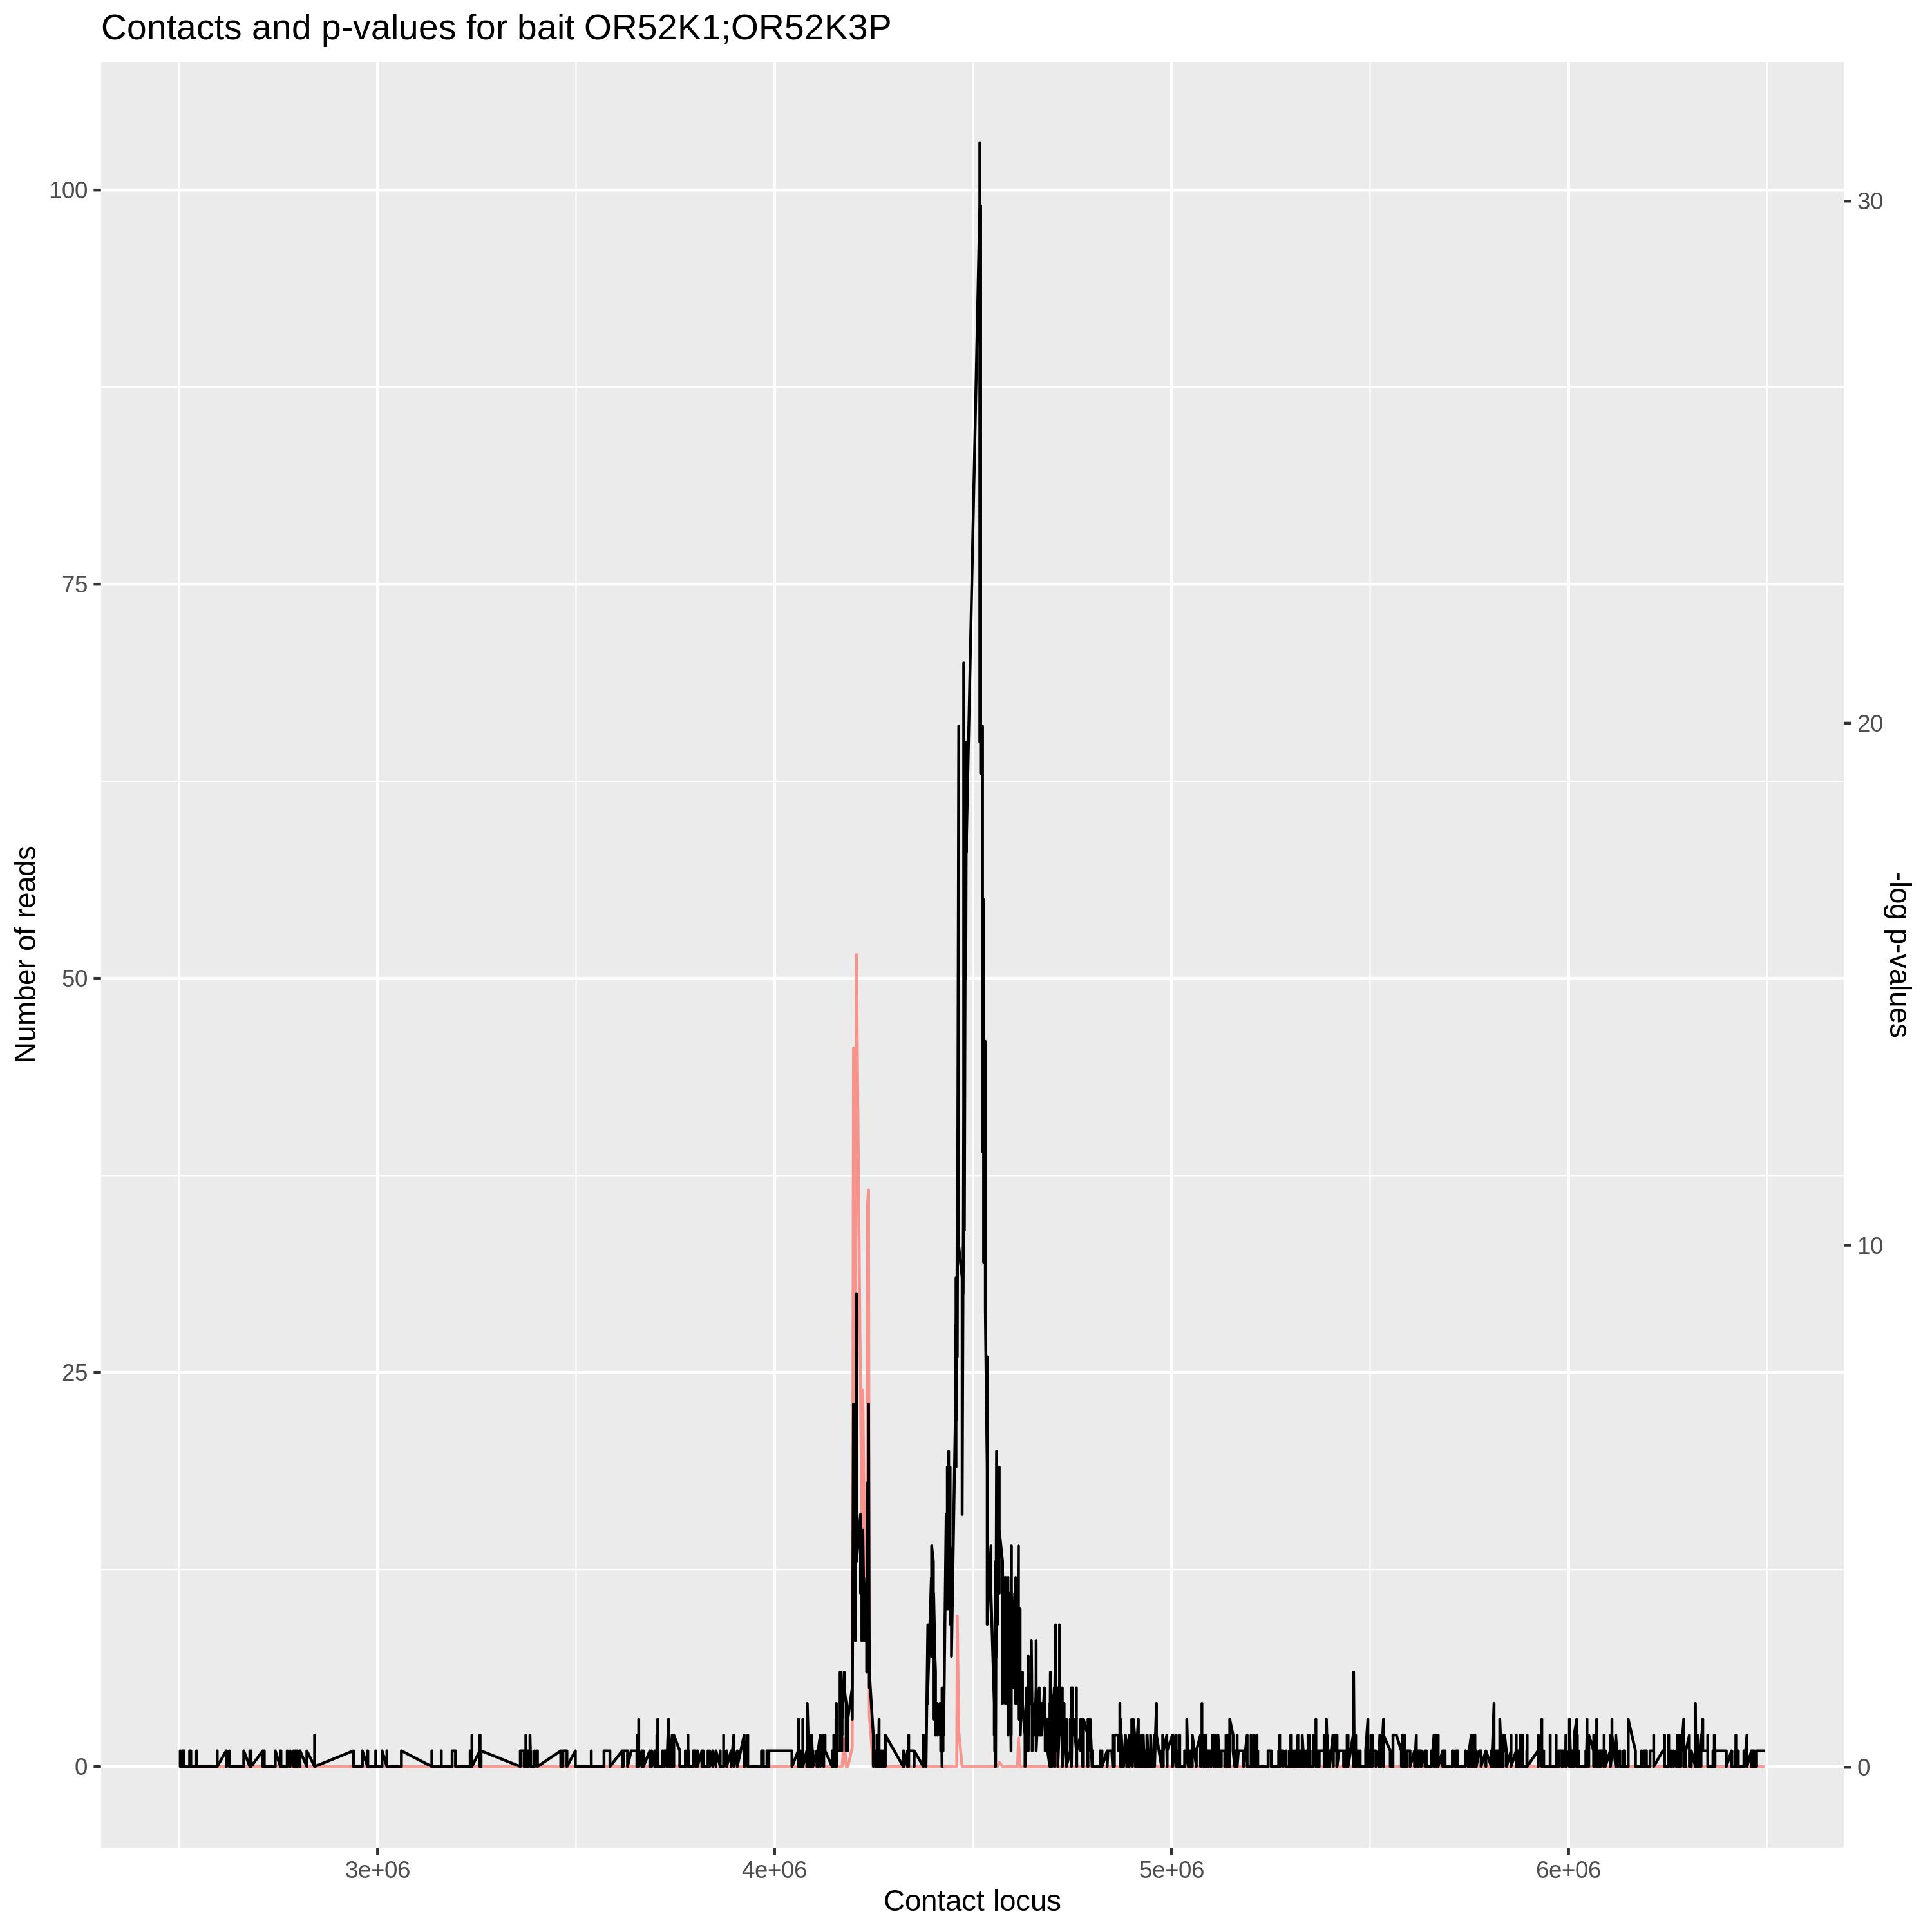 Contacts and p-values for bait OR52K1;OR52K3P
100
75
50
25
0
Number of reads
30
20
10
0
-log p-values
3e+06
4e+06
5e+06
6e+06
Contact locus